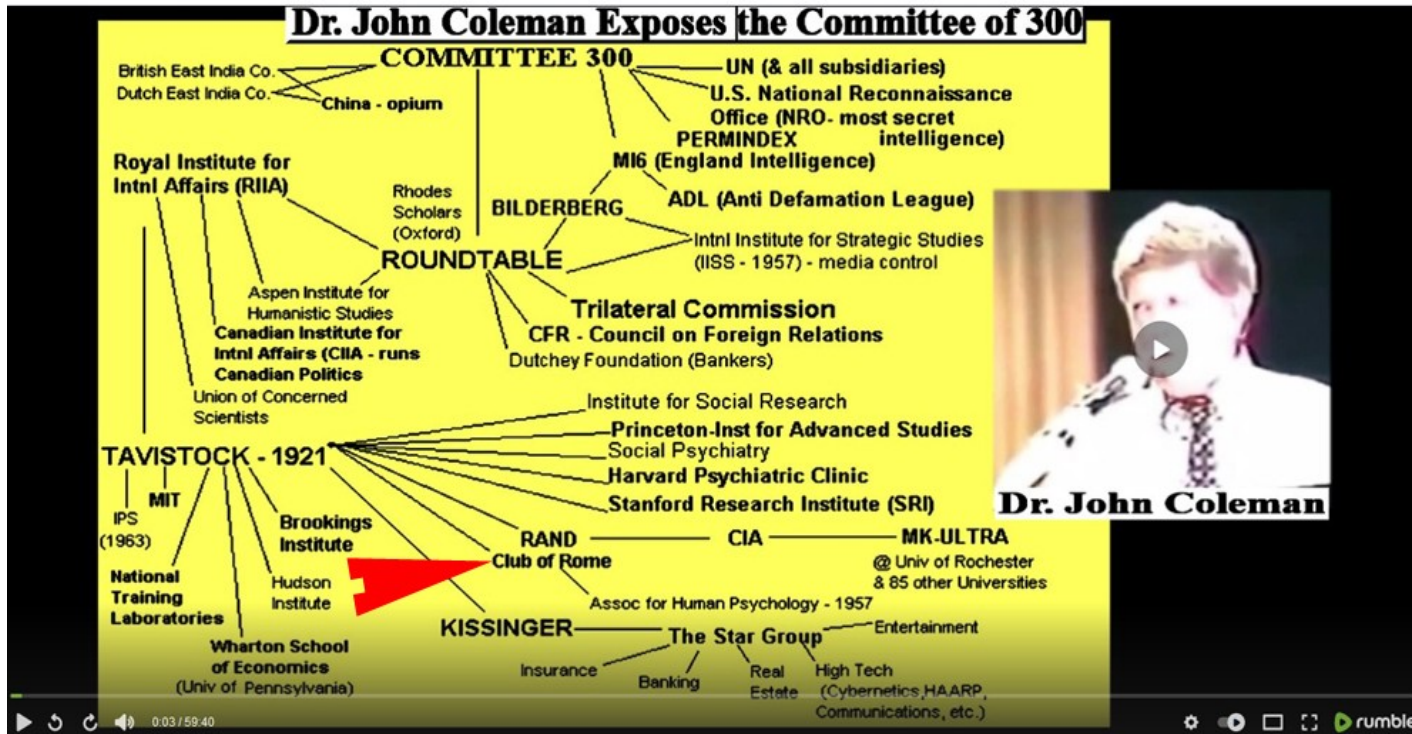 Dr. John Coleman Exposes the Committee of 300
COMMITTEE 300
British East India Co.
Dutch East India Co.
China - opium
UN (& all subsidiaries)
U.S. National Reconnaissance
Office (NRO- most secret
intelligence)
PERMINDEX
MI6 (England Intelligence)
ADL (Anti Defamation League)
Royal Institute for
Intnl Affairs (RIIA)
Rhodes
Scholars
(Oxford)
BILDERBERG
Intnl Institute for Strategic Studies
(IISS - 1957) - media control
ROUNDTABLE
Aspen Institute for
Humanistic Studies
Canadian Institute for
Intnl Affairs (CIIA - runs
Canadian Politics
Union of Concerned
Scientists
Trilateral Commission
CFR - Council on Foreign Relations
Dutchey Foundation (Bankers)
TAVISTOCK - 1921
Institute for Social Research
Princeton-Inst for Advanced Studies
Social Psychiatry
Harvard Psychiatric Clinic
Stanford Research Institute (SRI)
Dr. John Coleman
IPS
(1963)
MIT
Brookings
Institute
National
Training
Laboratories
Hudson
Institute
Wharton School
of Economics
(Univ of Pennsylvania)
RAND
CIA
MK-ULTRA
@ Univ of Rochester
& 85 other Universities
Club of Rome
Assoc for Human Psychology - 1957
KISSINGER
The Star Group
Entertainment
Insurance
Banking
Real
Estate
High Tech
(Cybernetics,HAARP,
Communications, etc.)
0:03 / 59:40
rumble